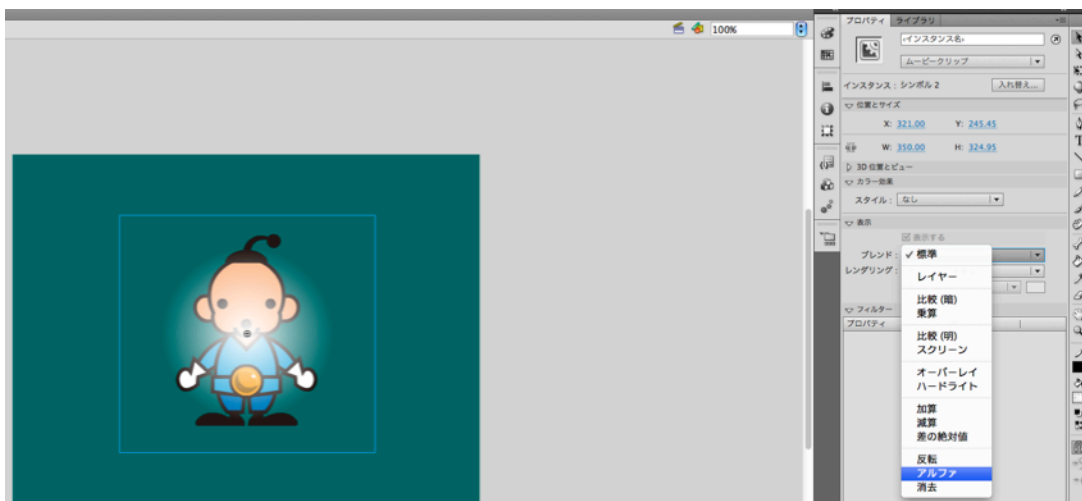 100%
プロパティ ライブラリ
<インスタンス名>
ムービークリップ
インスタンス : シンボル 2 入れ替え...
位置とサイズ
X: 321.00 Y: 245.45
W: 350.00 H: 324.95
3D 位置とビュー
カラー効果
スタイル : なし
表示
表示する
ブレンド : ✓ 標準
レンダリング :
レイヤー
比較 (暗)
乗算
比較 (明)
スクリーン
オーバーレイ
ハードライト
加算
減算
差の絶対値
反転
アルファ
消去
フィルター
プロパティ
T